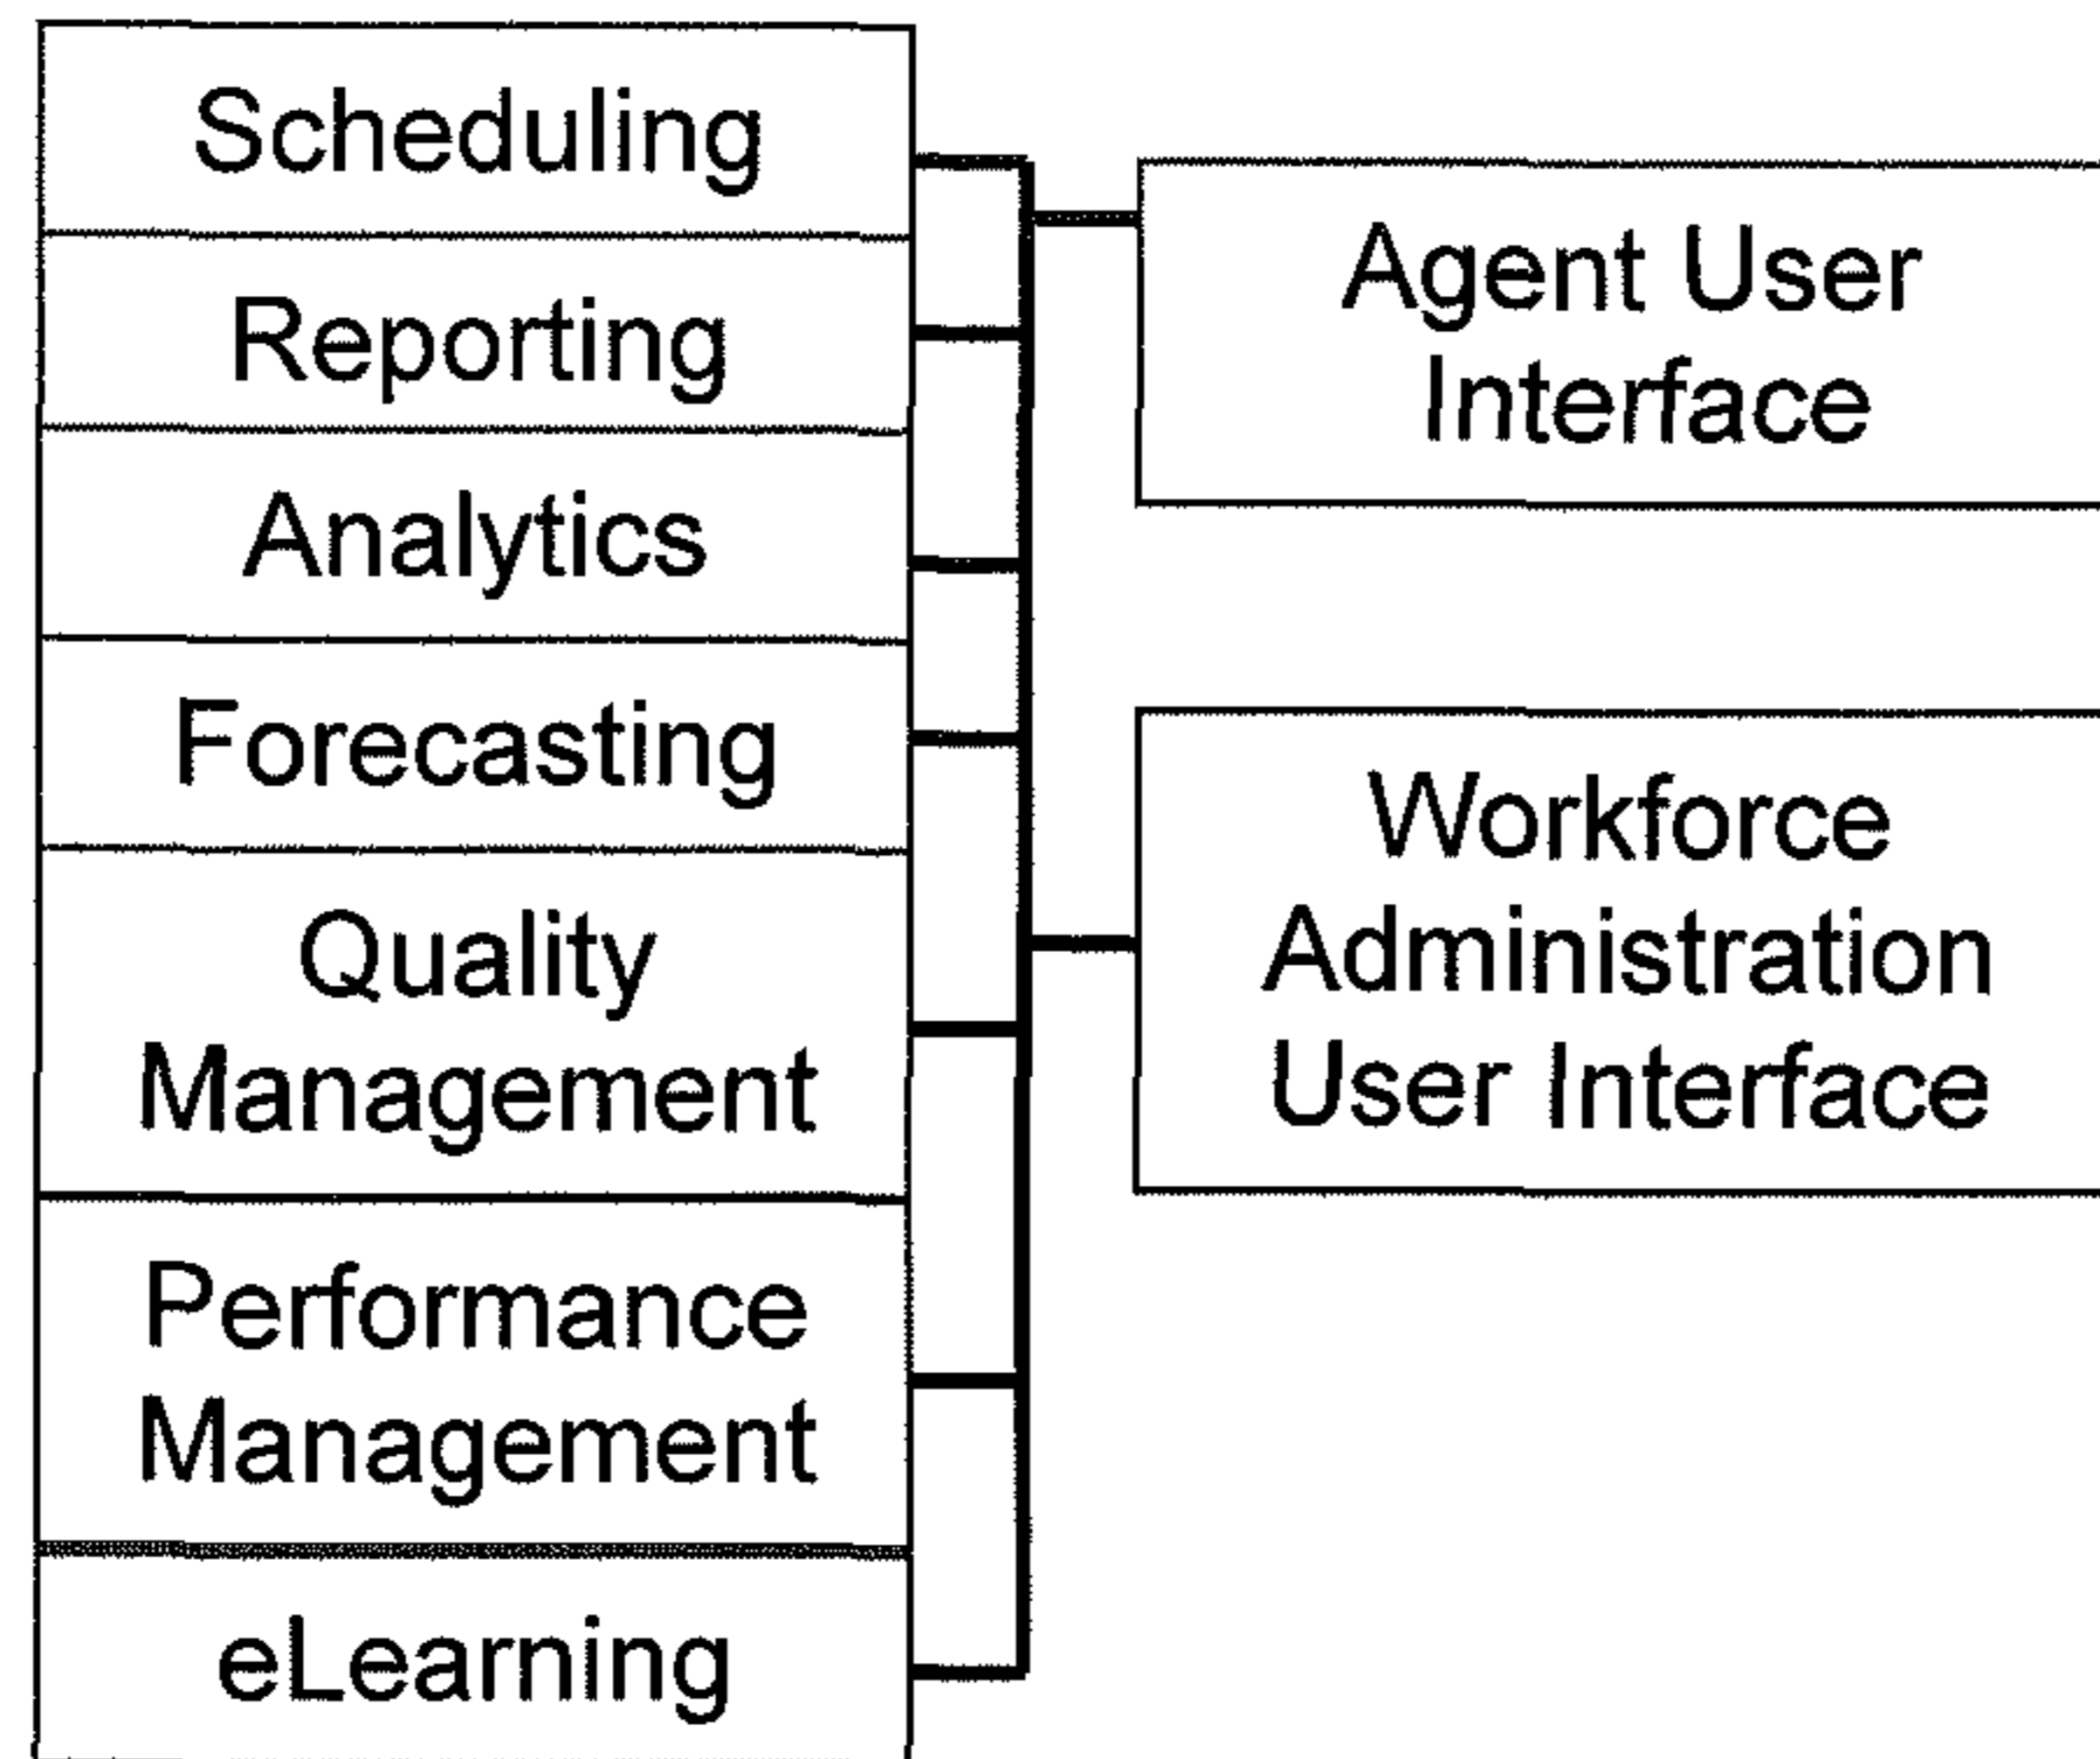 Scheduling
Reporting
Analytics
Forecasting
Quality
Management
Performance
Management
eLearning
Agent User
Interface
Workforce
Administration
User Interface